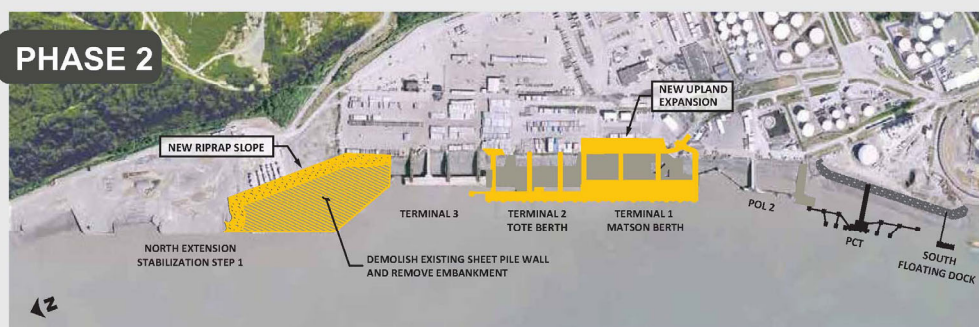 PHASE 2
NEW UPLAND
EXPANSION
NEW RIPRAP SLOPE
TERMINAL 3
TERMINAL 2
TOTE BERTH
TERMINAL 1
MATSON BERTH
POL 2
PCT
SOUTH
FLOATING DOCK
NORTH EXTENSION
STABILIZATION STEP 1
DEMOLISH EXISTING SHEET PILE WALL
AND REMOVE EMBANKMENT
N